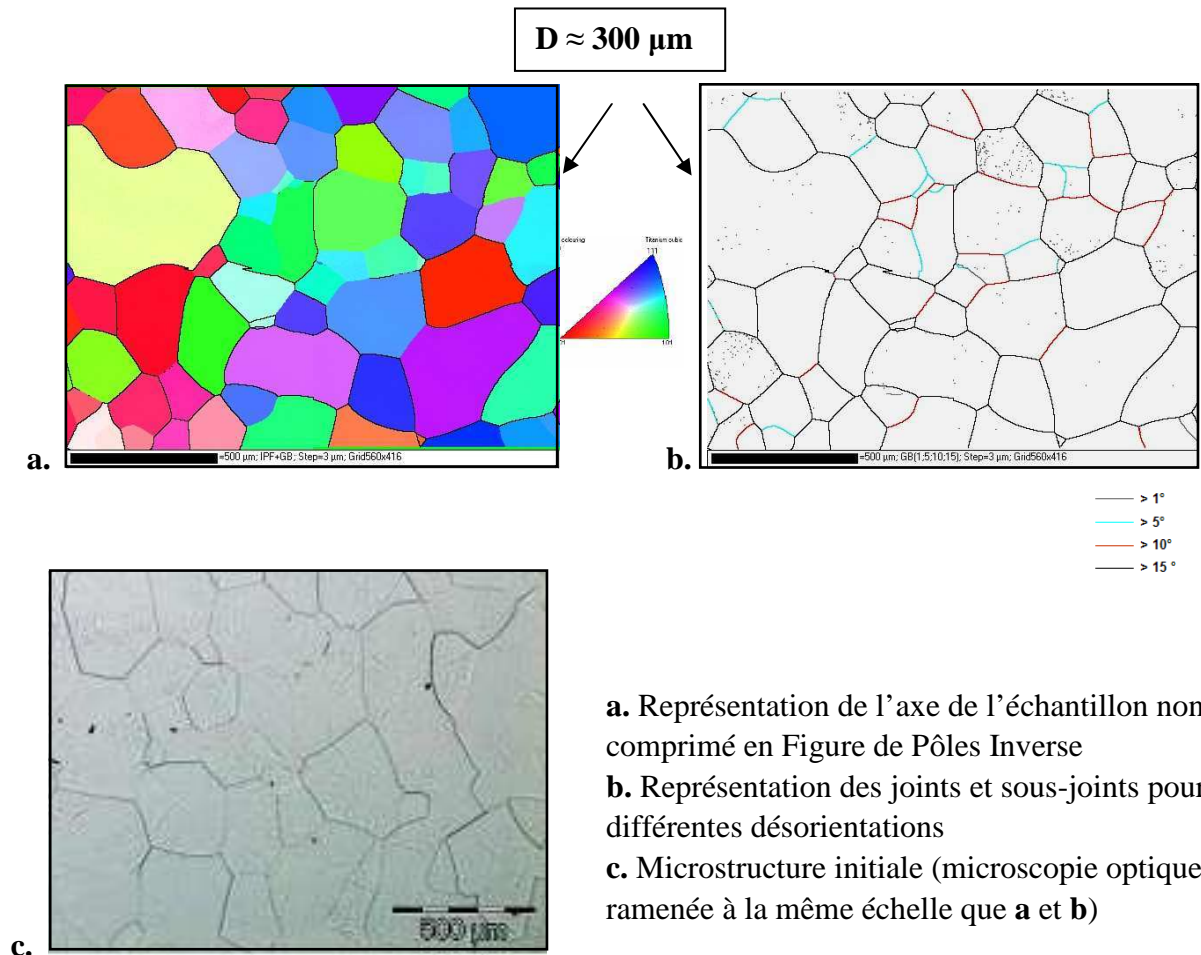 D ≈ 300 µm
colouring
Titanium cubic
111
101
a.
=500 µm; IPF+GB; Step=3 µm; Grid560x416
b.
=500 µm; GB(1;5;10;15); Step=3 µm; Grid560x416
> 1°
> 5°
> 10°
> 15 °
500 µm
c.
a. Représentation de l’axe de l’échantillon non
comprimé en Figure de Pôles Inverse
b. Représentation des joints et sous-joints pour
différentes désorientations
c. Microstructure initiale (microscopie optique
ramenée à la même échelle que a et b)